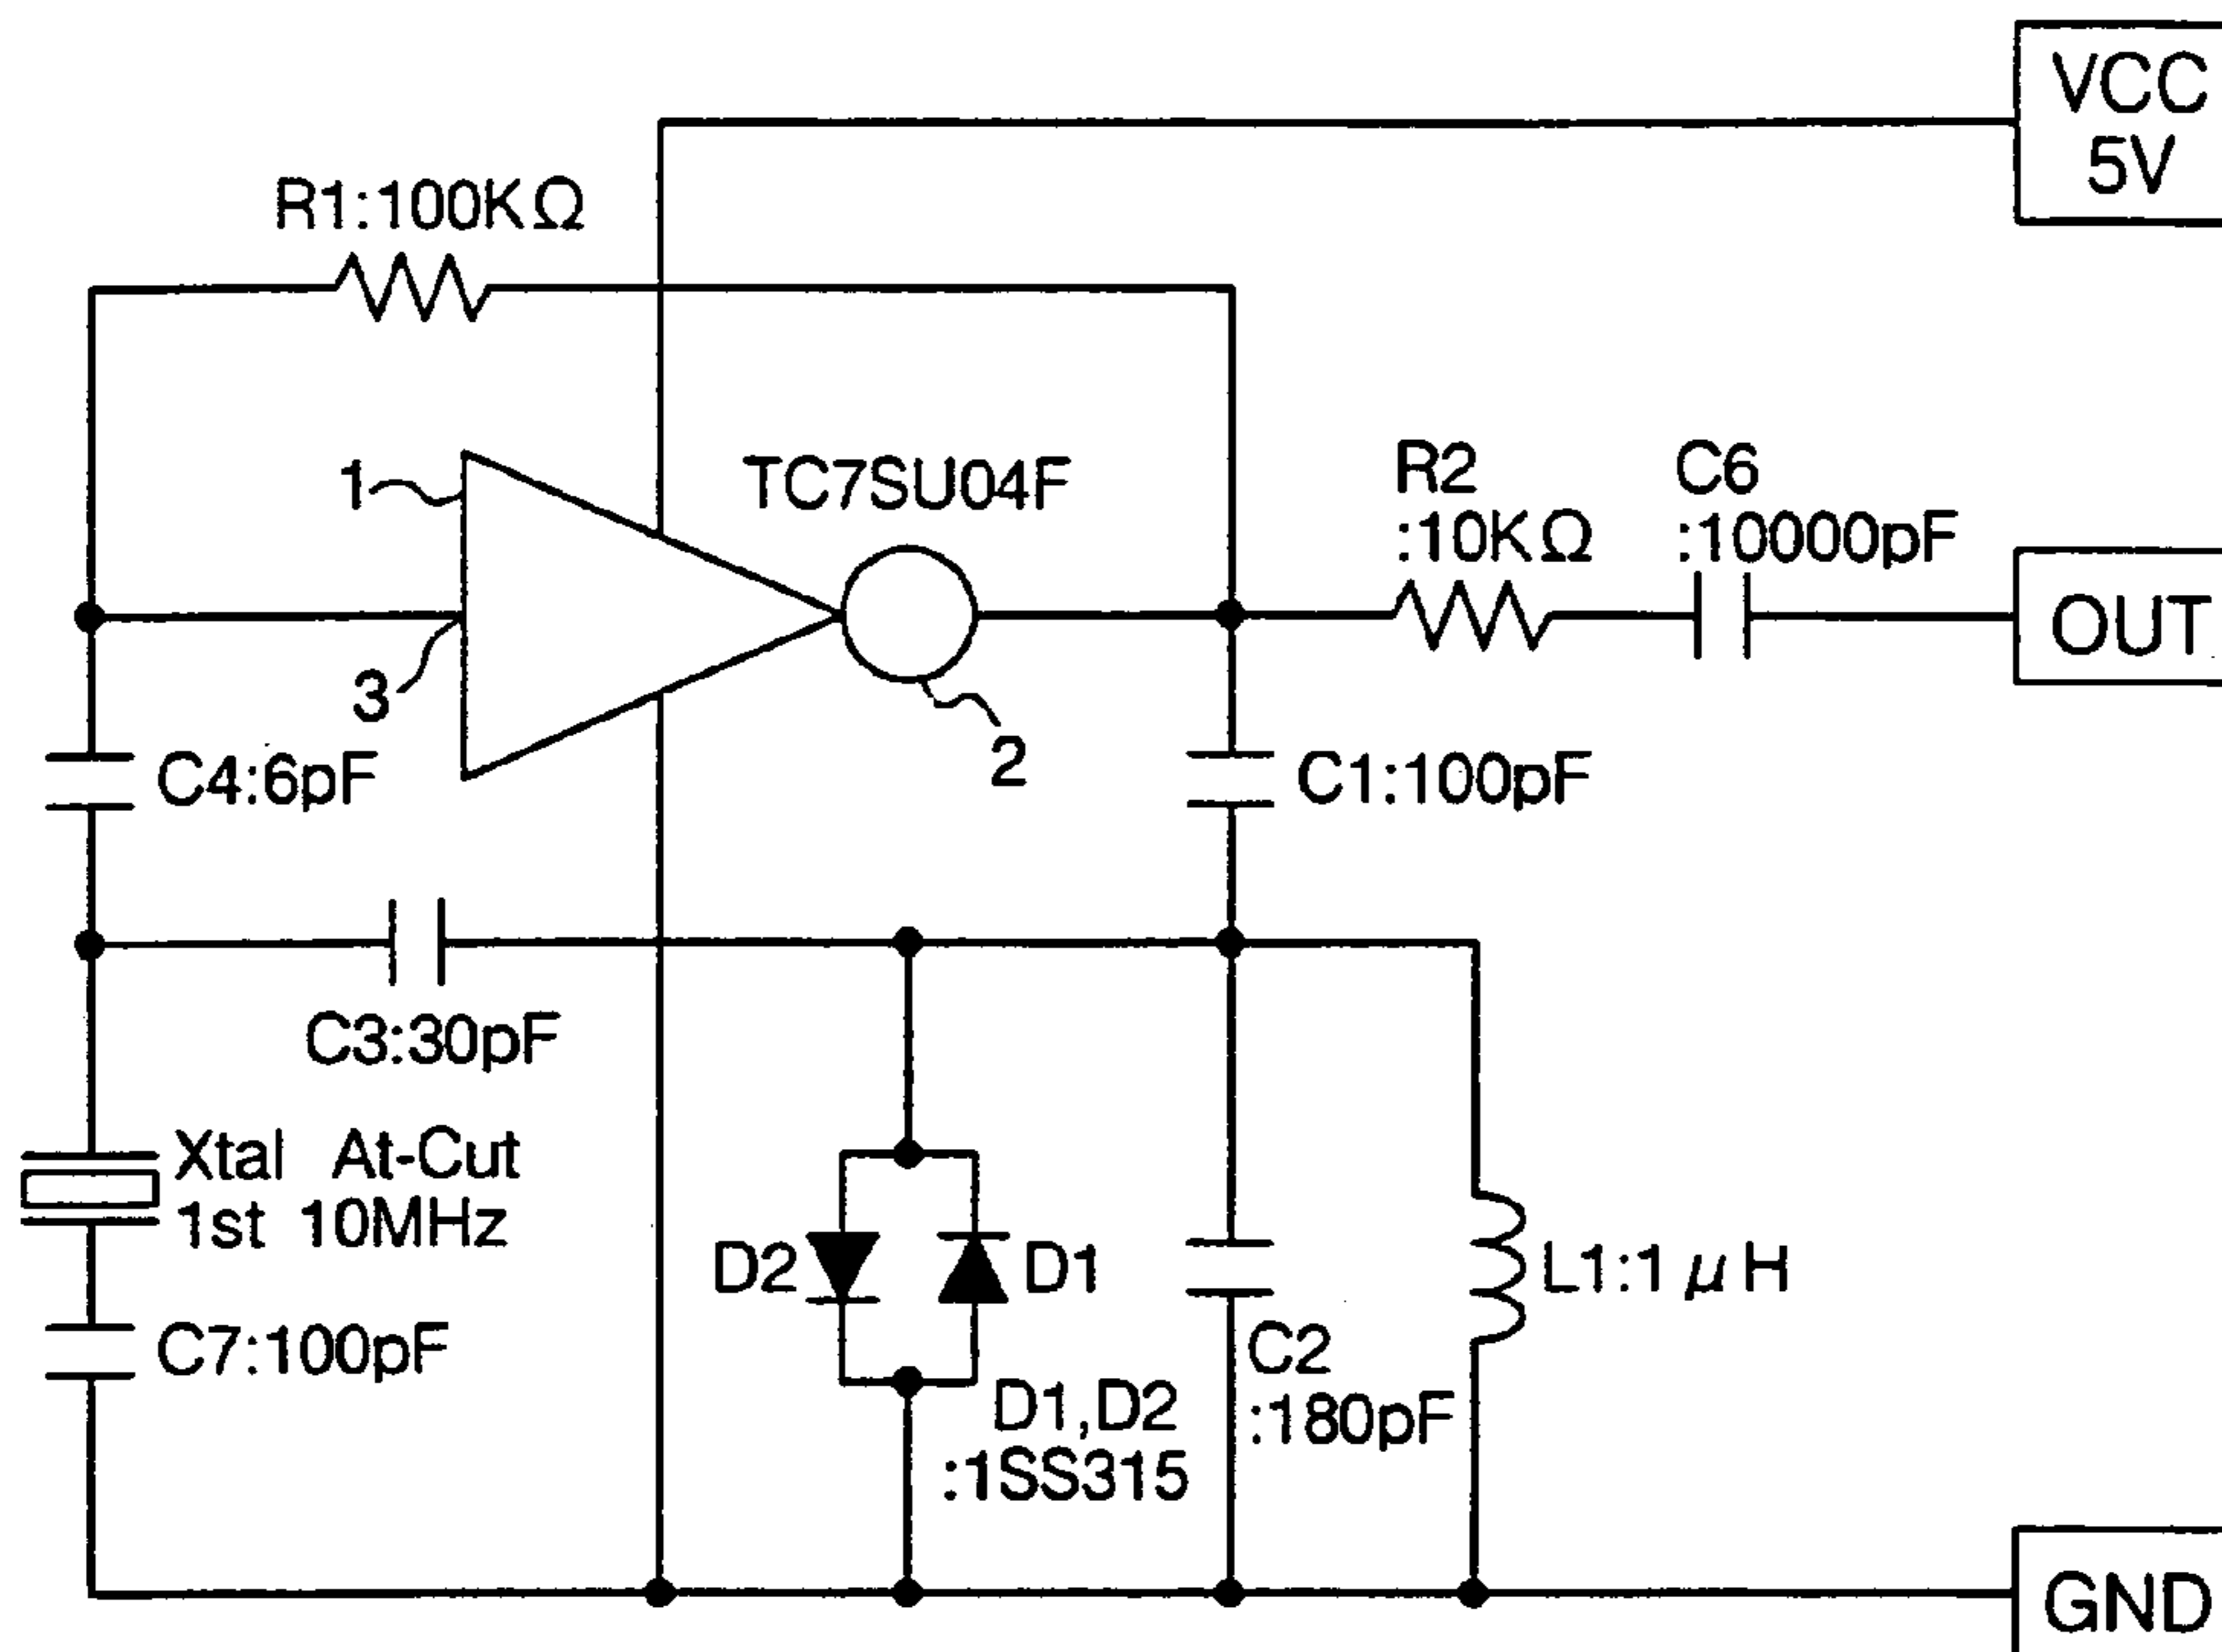 VCC
5V
R1:100KΩ
1
TC7SU04F
R2
:10KΩ
C6
:10000pF
OUT
3
2
C4:6pF
C1:100pF
C3:30pF
Xtal At-Cut
1st 10MHz
D2
D1
L1:1μH
C7:100pF
C2
:180pF
D1,D2
:1SS315
GND